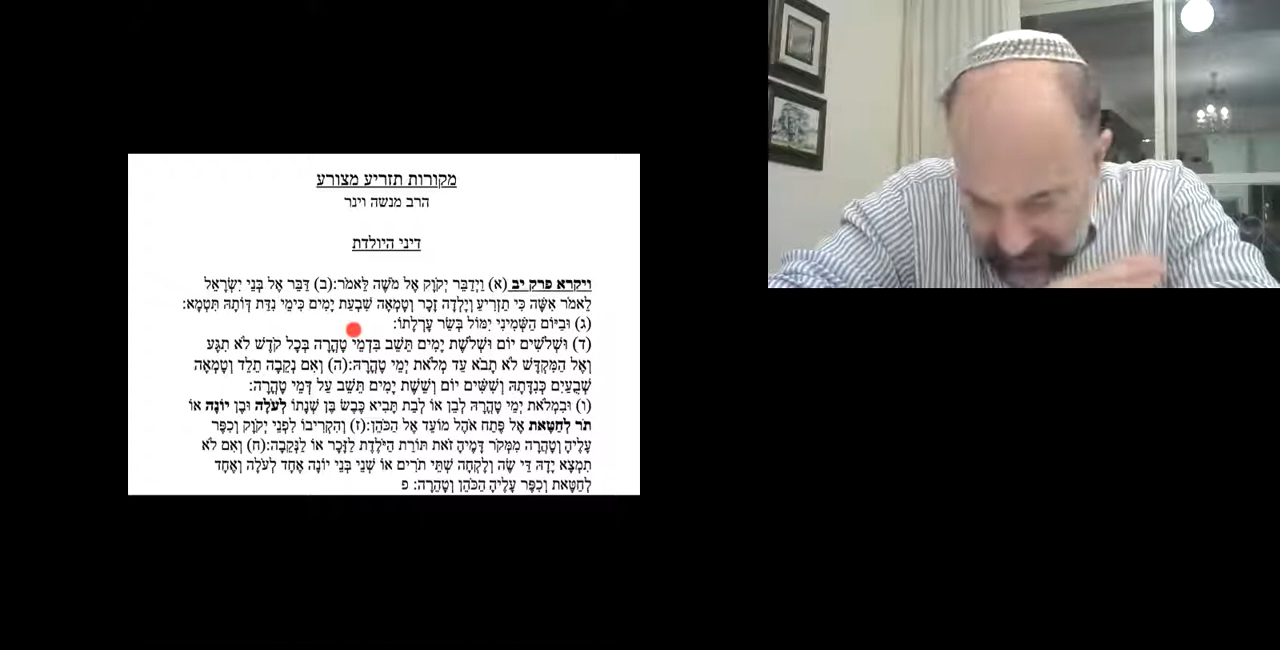 מקורות תזריע מצורע
הרב מנשה וינר
דיני היולדת
ויקרא פרק יב (א) וַיְדַבֵּר יְקֹוָק אֶל מֹשֶׁה לֵּאמֹר:(ב) דַּבֵּר אֶל בְּנֵי יִשְׂרָאֵל
לֵאמֹר אִשָּׁה כִּי תַזְרִיעַ וְיָלְדָה זָכָר וְטָמְאָה שִׁבְעַת יָמִים כִּימֵי נִדַּת דְּוֹתָהּ תִּטְמָא:
(ג) וּבַיּוֹם הַשְּׁמִינִי יִמּוֹל בְּשַׂר עָרְלָתוֹ:
(ד) וּשְׁלֹשִׁים יוֹם וּשְׁלֹשֶׁת יָמִים תֵּשֵׁב בִּדְמֵי טָהֳרָה בְּכָל קֹדֶשׁ לֹא תִגָּע
וְאֶל הַמִּקְדָּשׁ לֹא תָבֹא עַד מְלֹאת יְמֵי טָהֳרָהּ:(ה) וְאִם נְקֵבָה תֵלֵד וְטָמְאָה
שְׁבֻעַיִם כְּנִדָּתָהּ וְשִׁשִּׁים יוֹם וְשֵׁשֶׁת יָמִים תֵּשֵׁב עַל דְּמֵי טָהֳרָה:
(ו) וּבִמְלֹאת יְמֵי טָהֳרָהּ לְבֵן אוֹ לְבַת תָּבִיא כֶּבֶשׂ בֶּן שְׁנָתוֹ לְעֹלָה וּבֶן יוֹנָה אוֹ
תֹר לְחַטָּאת אֶל פֶּתַח אֹהֶל מוֹעֵד אֶל הַכֹּהֵן:(ז) וְהִקְרִיבוֹ לִפְנֵי יְקֹוָק וְכִפֶּר
עָלֶיהָ וְטָהֲרָה מִמְּקֹר דָּמֶיהָ זֹאת תּוֹרַת הַיֹּלֶדֶת לַזָּכָר אוֹ לַנְּקֵבָה:(ח) וְאִם לֹא
תִמְצָא יָדָהּ דֵּי שֶׂה וְלָקְחָה שְׁתֵּי תֹרִים אוֹ שְׁנֵי בְּנֵי יוֹנָה אֶחָד לְעֹלָה וְאֶחָד
לְחַטָּאת וְכִפֶּר עָלֶיהָ הַכֹּהֵן וְטָהֵרָה: פ